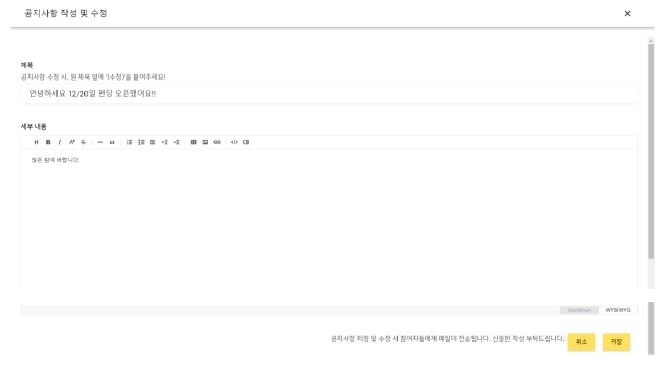 공지사항 작성 및 수정
제목
공지사항 수정 시, 원 제목 옆에 '(수정)'을 붙여주세요!
안녕하세요 12/20일 펀딩 오픈했어요!!
세부 내용
H B I A S
많은 참여 바랍니다
Markdown WYSIWYG
공지사항 저장 및 수정 시 참여자들에게 메일이 전송됩니다. 신중한 작성 부탁드립니다. 취소 저장